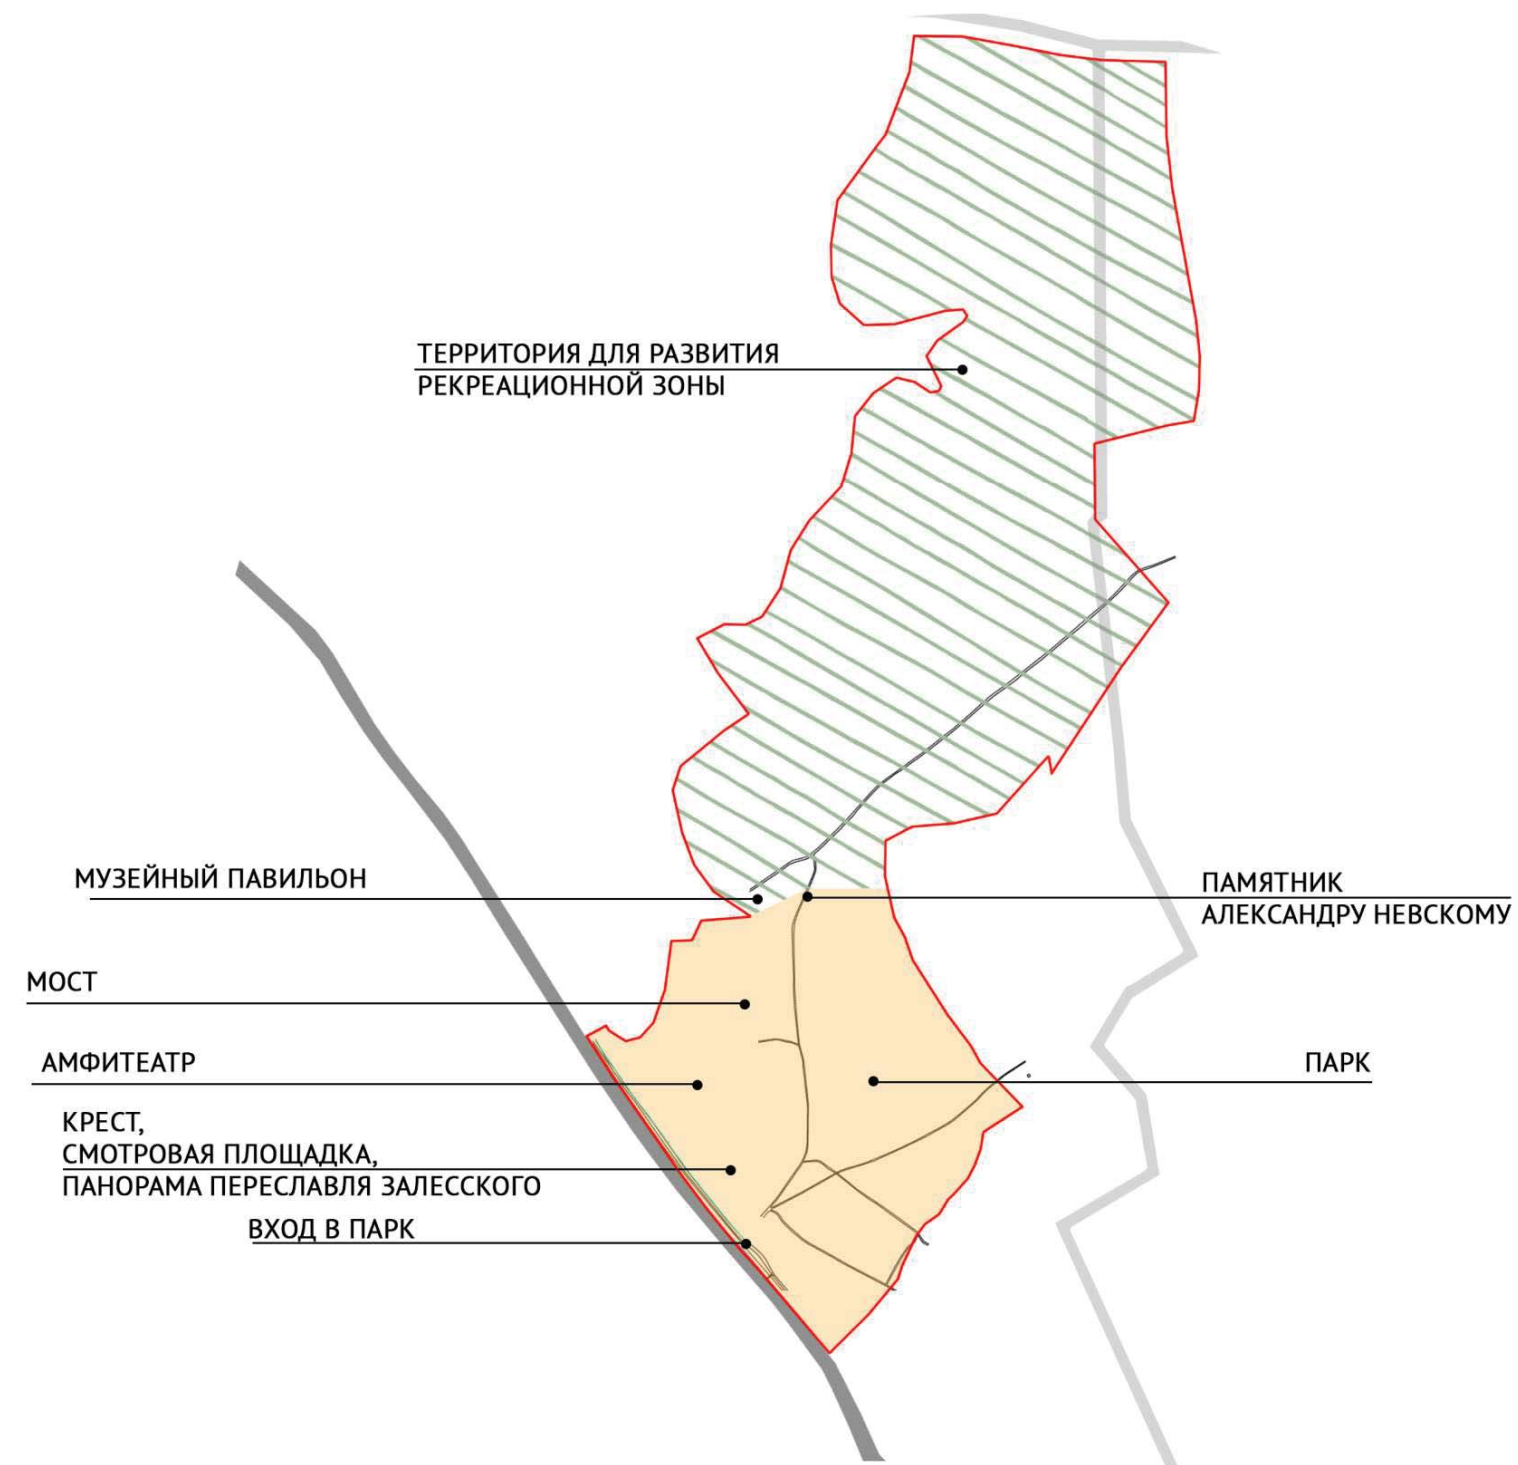 ТЕРРИТОРИЯ ДЛЯ РАЗВИТИЯ
РЕКРЕАЦИОННОЙ ЗОНЫ
МУЗЕЙНЫЙ ПАВИЛЬОН
ПАМЯТНИК
АЛЕКСАНДРУ НЕВСКОМУ
МОСТ
АМФИТЕАТР
ПАРК
КРЕСТ,
СМОТРОВАЯ ПЛОЩАДКА,
ПАНОРАМА ПЕРЕСЛАВЛЯ ЗАЛЕССКОГО
ВХОД В ПАРК